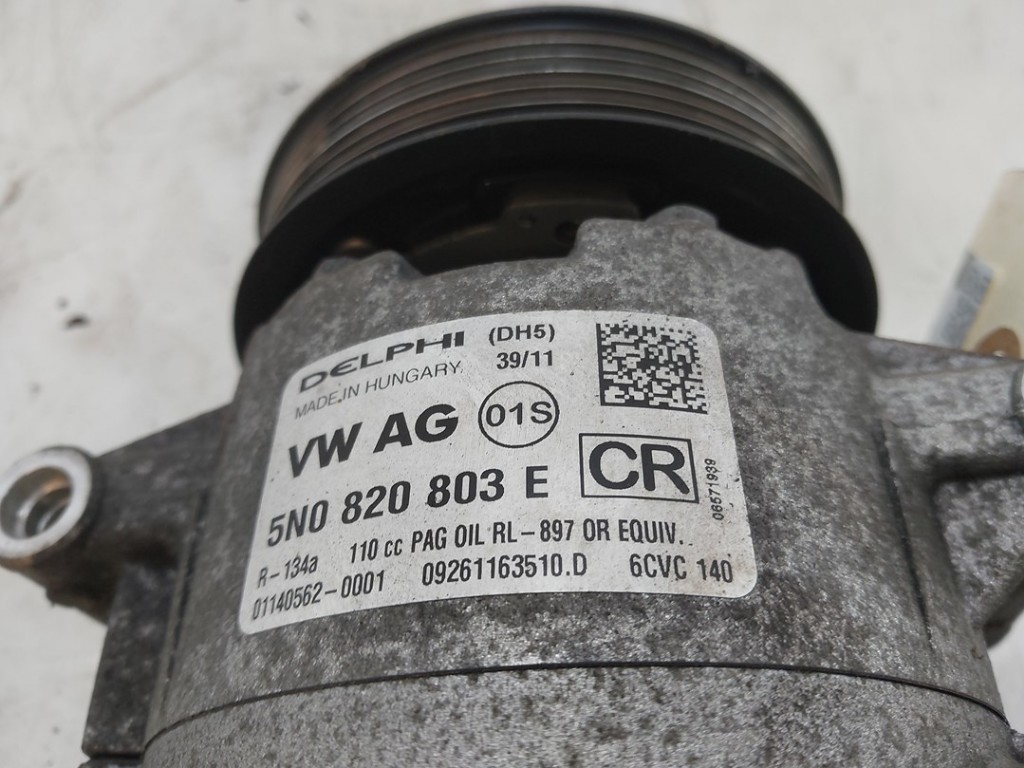 DELPHI (DH5)
MADE IN HUNGARY 39/11
VW AG 01S
5N0 820 803 E CR
06571939
R-134a 110 cc PAG OIL RL-897 OR EQUIV.
01140562-0001 09261163510.D 6CVC 140